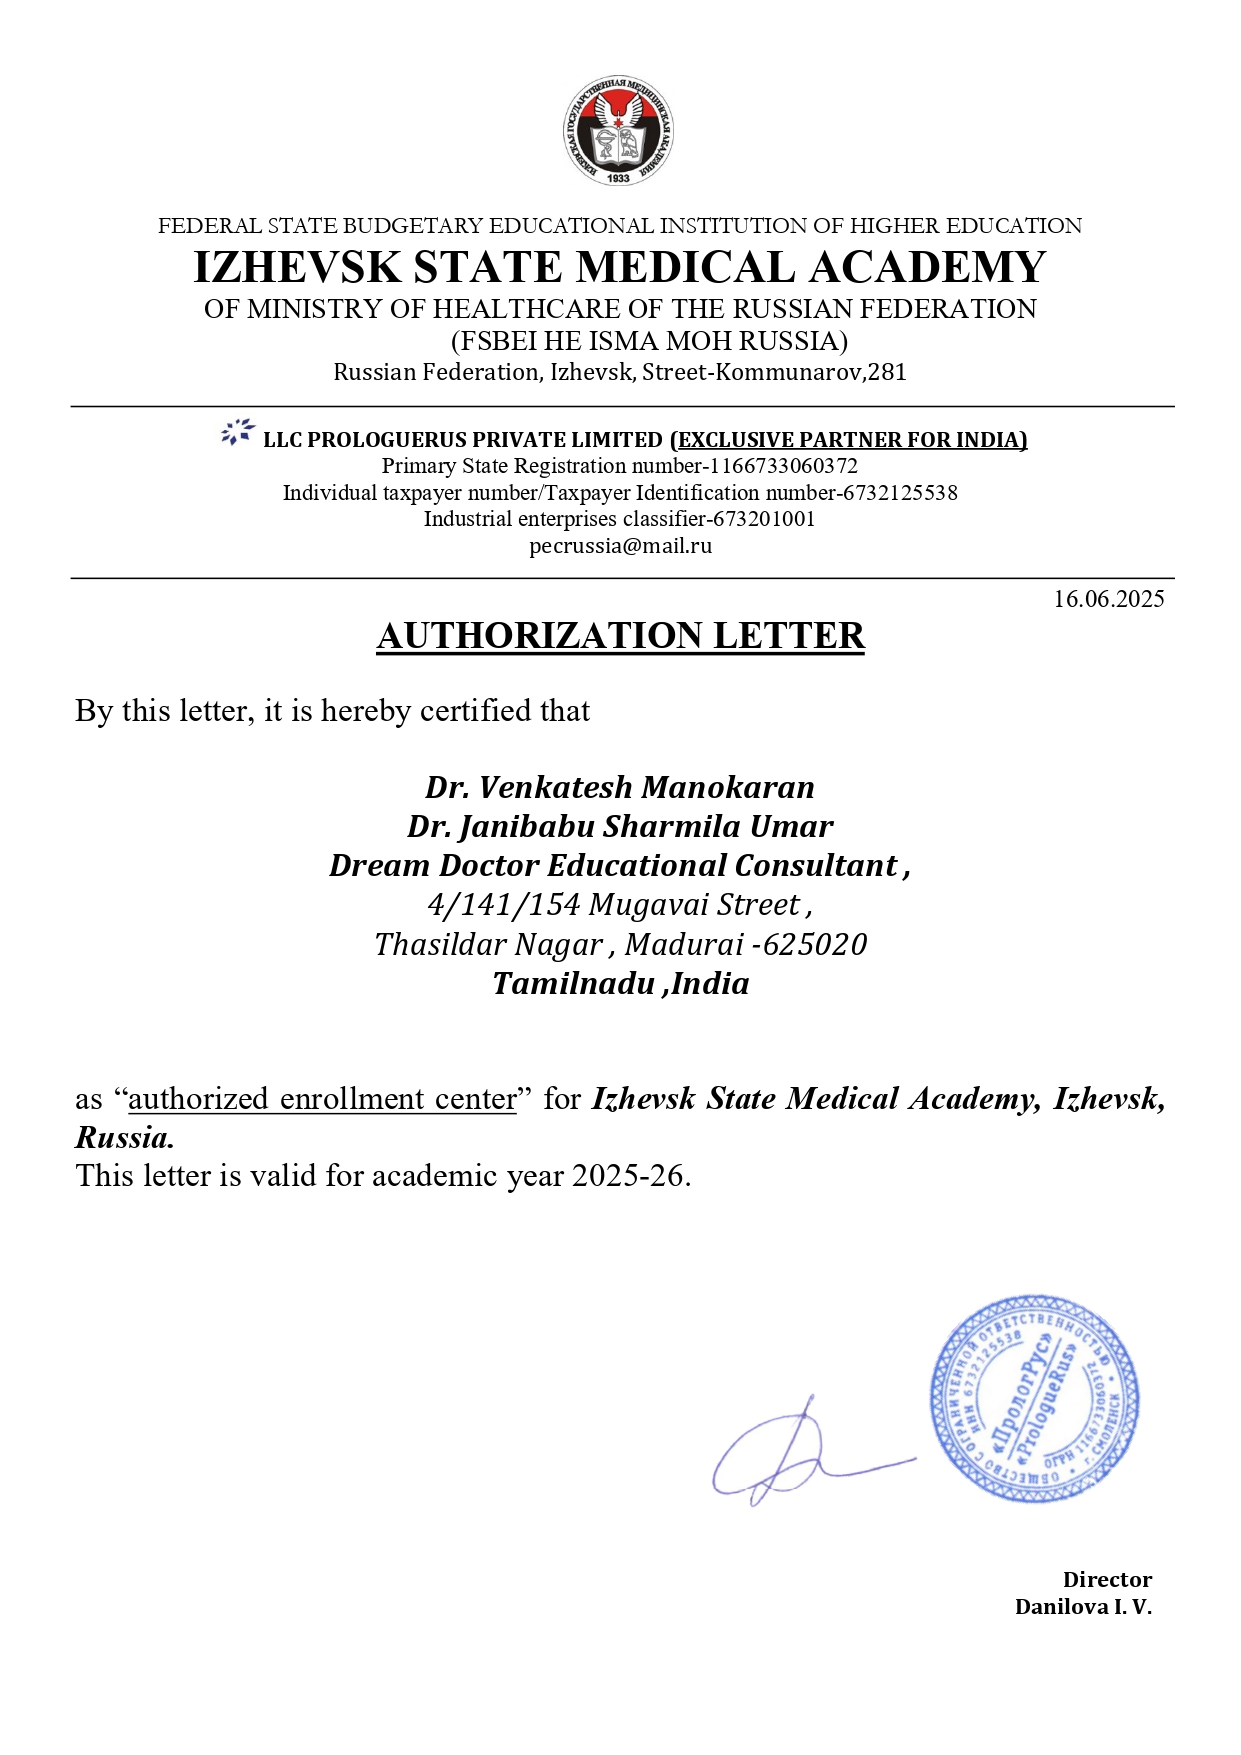 ИЖЕВСКАЯ ГОСУДАРСТВЕННАЯ МЕДИЦИНСКАЯ АКАДЕМИЯ
1933
FEDERAL STATE BUDGETARY EDUCATIONAL INSTITUTION OF HIGHER EDUCATION
IZHEVSK STATE MEDICAL ACADEMY
OF MINISTRY OF HEALTHCARE OF THE RUSSIAN FEDERATION
(FSBEI HE ISMA MOH RUSSIA)
Russian Federation, Izhevsk, Street-Kommunarov,281
LLC PROLOGUERUS PRIVATE LIMITED (EXCLUSIVE PARTNER FOR INDIA)
Primary State Registration number-1166733060372
Individual taxpayer number/Taxpayer Identification number-6732125538
Industrial enterprises classifier-673201001
pecrussia@mail.ru
16.06.2025
AUTHORIZATION LETTER
By this letter, it is hereby certified that
Dr. Venkatesh Manokaran
Dr. Janibabu Sharmila Umar
Dream Doctor Educational Consultant ,
4/141/154 Mugavai Street ,
Thasildar Nagar , Madurai -625020
Tamilnadu ,India
as “authorized enrollment center” for Izhevsk State Medical Academy, Izhevsk,
Russia.
This letter is valid for academic year 2025-26.
ОБЩЕСТВО С ОГРАНИЧЕННОЙ ОТВЕТСТВЕННОСТЬЮ * г. СМОЛЕНСК *
ИНН 6732125538
ОГРН 1166733060372
«ПрологРус»
«PrologueRus»
Director
Danilova I. V.